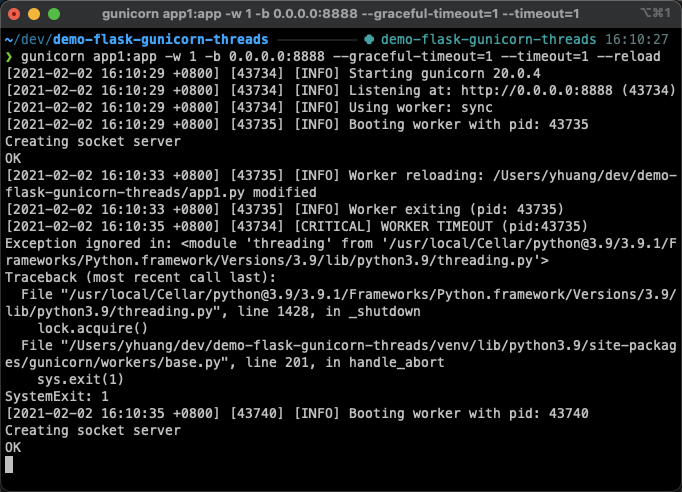 gunicorn app1:app -w 1 -b 0.0.0.0:8888 --graceful-timeout=1 --timeout=1
⌥⌘1
~/dev/demo-flask-gunicorn-threads demo-flask-gunicorn-threads 16:10:27
❯ gunicorn app1:app -w 1 -b 0.0.0.0:8888 --graceful-timeout=1 --timeout=1 --reload
[2021-02-02 16:10:29 +0800] [43734] [INFO] Starting gunicorn 20.0.4
[2021-02-02 16:10:29 +0800] [43734] [INFO] Listening at: http://0.0.0.0:8888 (43734)
[2021-02-02 16:10:29 +0800] [43734] [INFO] Using worker: sync
[2021-02-02 16:10:29 +0800] [43735] [INFO] Booting worker with pid: 43735
Creating socket server
OK
[2021-02-02 16:10:33 +0800] [43735] [INFO] Worker reloading: /Users/yhuang/dev/demo-
flask-gunicorn-threads/app1.py modified
[2021-02-02 16:10:33 +0800] [43735] [INFO] Worker exiting (pid: 43735)
[2021-02-02 16:10:35 +0800] [43734] [CRITICAL] WORKER TIMEOUT (pid:43735)
Exception ignored in: <module 'threading' from '/usr/local/Cellar/python@3.9/3.9.1/F
rameworks/Python.framework/Versions/3.9/lib/python3.9/threading.py'>
Traceback (most recent call last):
  File "/usr/local/Cellar/python@3.9/3.9.1/Frameworks/Python.framework/Versions/3.9/
lib/python3.9/threading.py", line 1428, in _shutdown
    lock.acquire()
  File "/Users/yhuang/dev/demo-flask-gunicorn-threads/venv/lib/python3.9/site-packag
es/gunicorn/workers/base.py", line 201, in handle_abort
    sys.exit(1)
SystemExit: 1
[2021-02-02 16:10:35 +0800] [43740] [INFO] Booting worker with pid: 43740
Creating socket server
OK